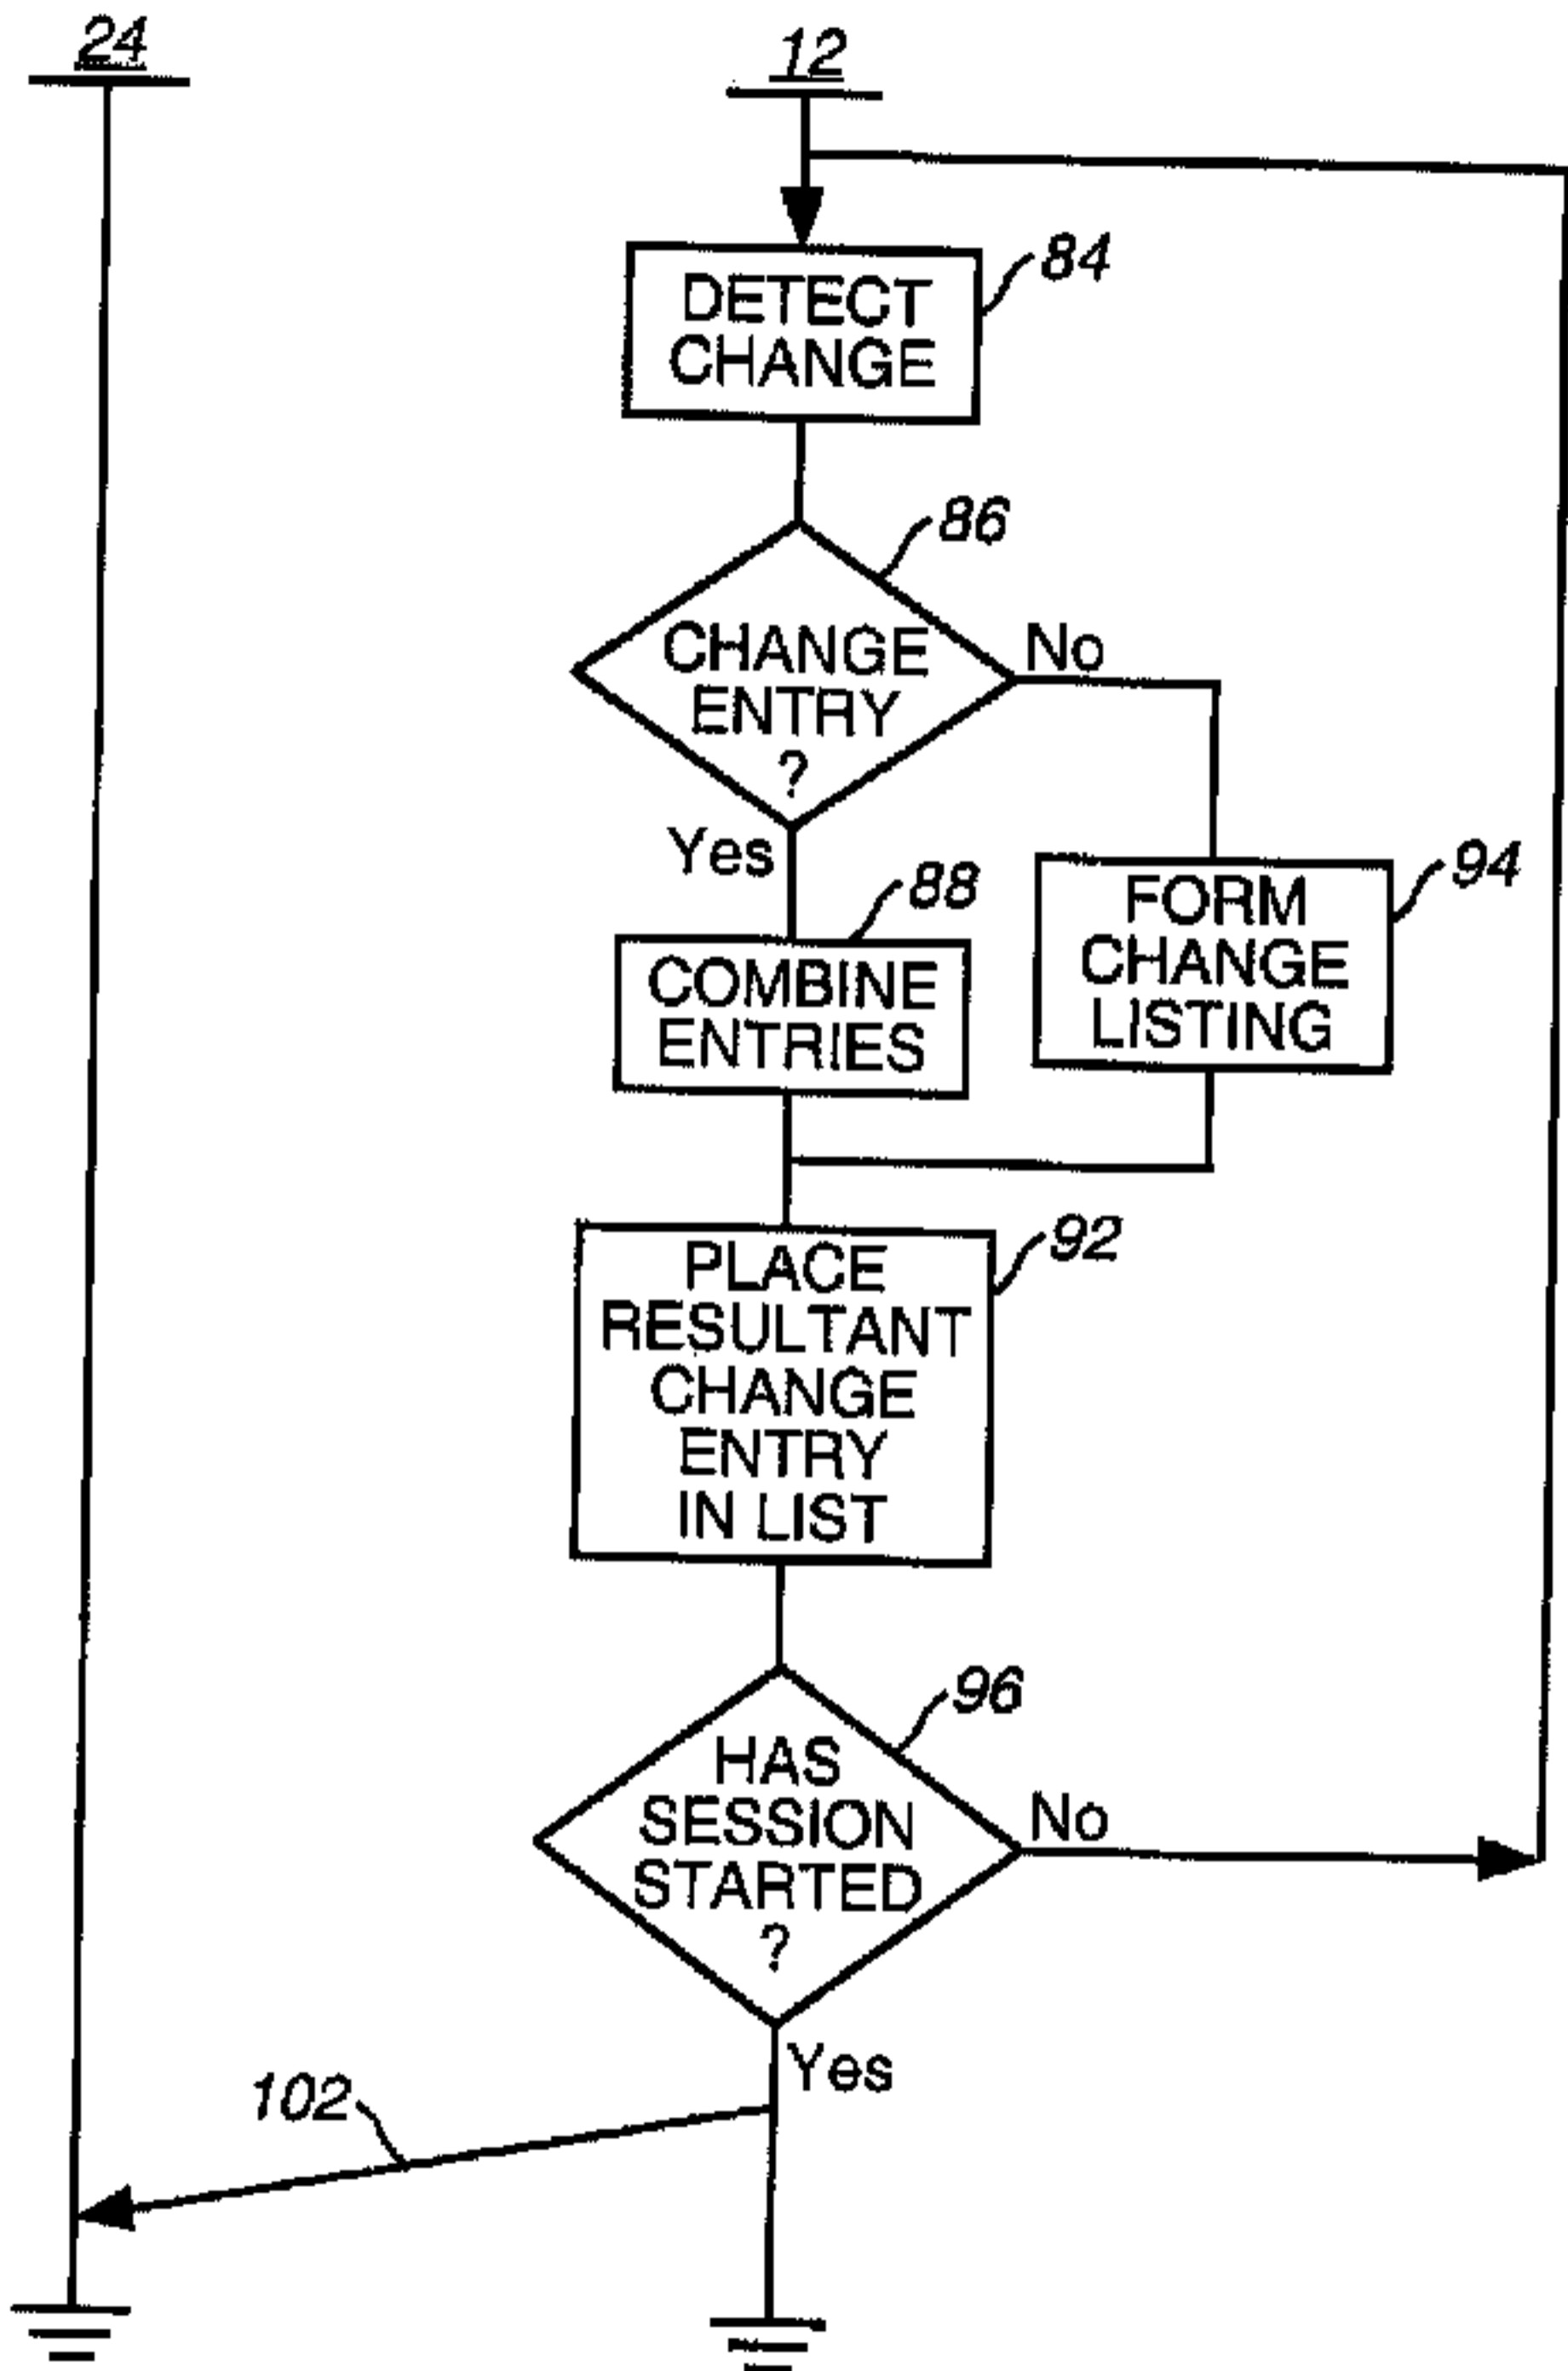 24
12
DETECT
CHANGE
84
CHANGE
ENTRY
?
86
No
Yes
COMBINE
ENTRIES
88
FORM
CHANGE
LISTING
94
PLACE
RESULTANT
CHANGE
ENTRY
IN LIST
92
HAS
SESSION
STARTED
?
96
No
Yes
102